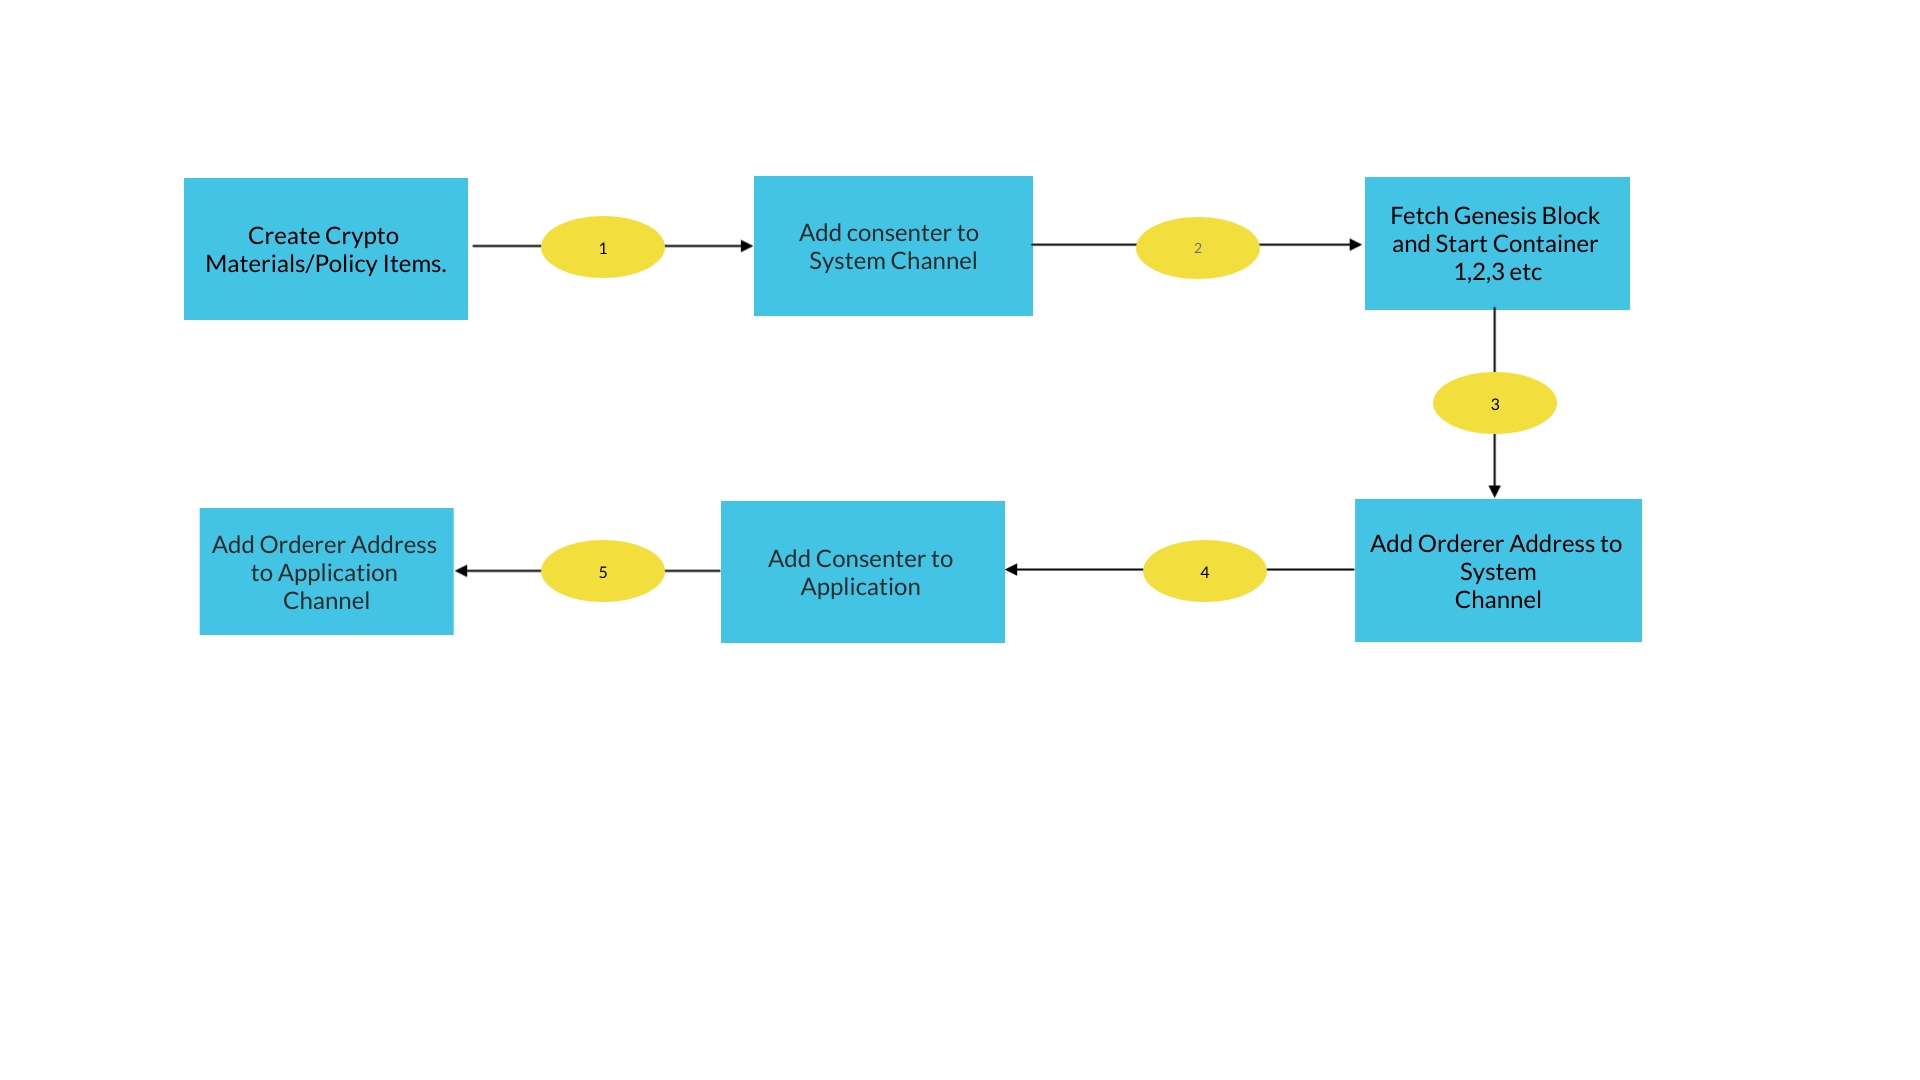 Create Crypto
Materials/Policy Items.
1
Add consenter to
System Channel
2
Fetch Genesis Block
and Start Container
1,2,3 etc
3
Add Orderer Address to
System
Channel
4
Add Consenter to
Application
5
Add Orderer Address
to Application
Channel